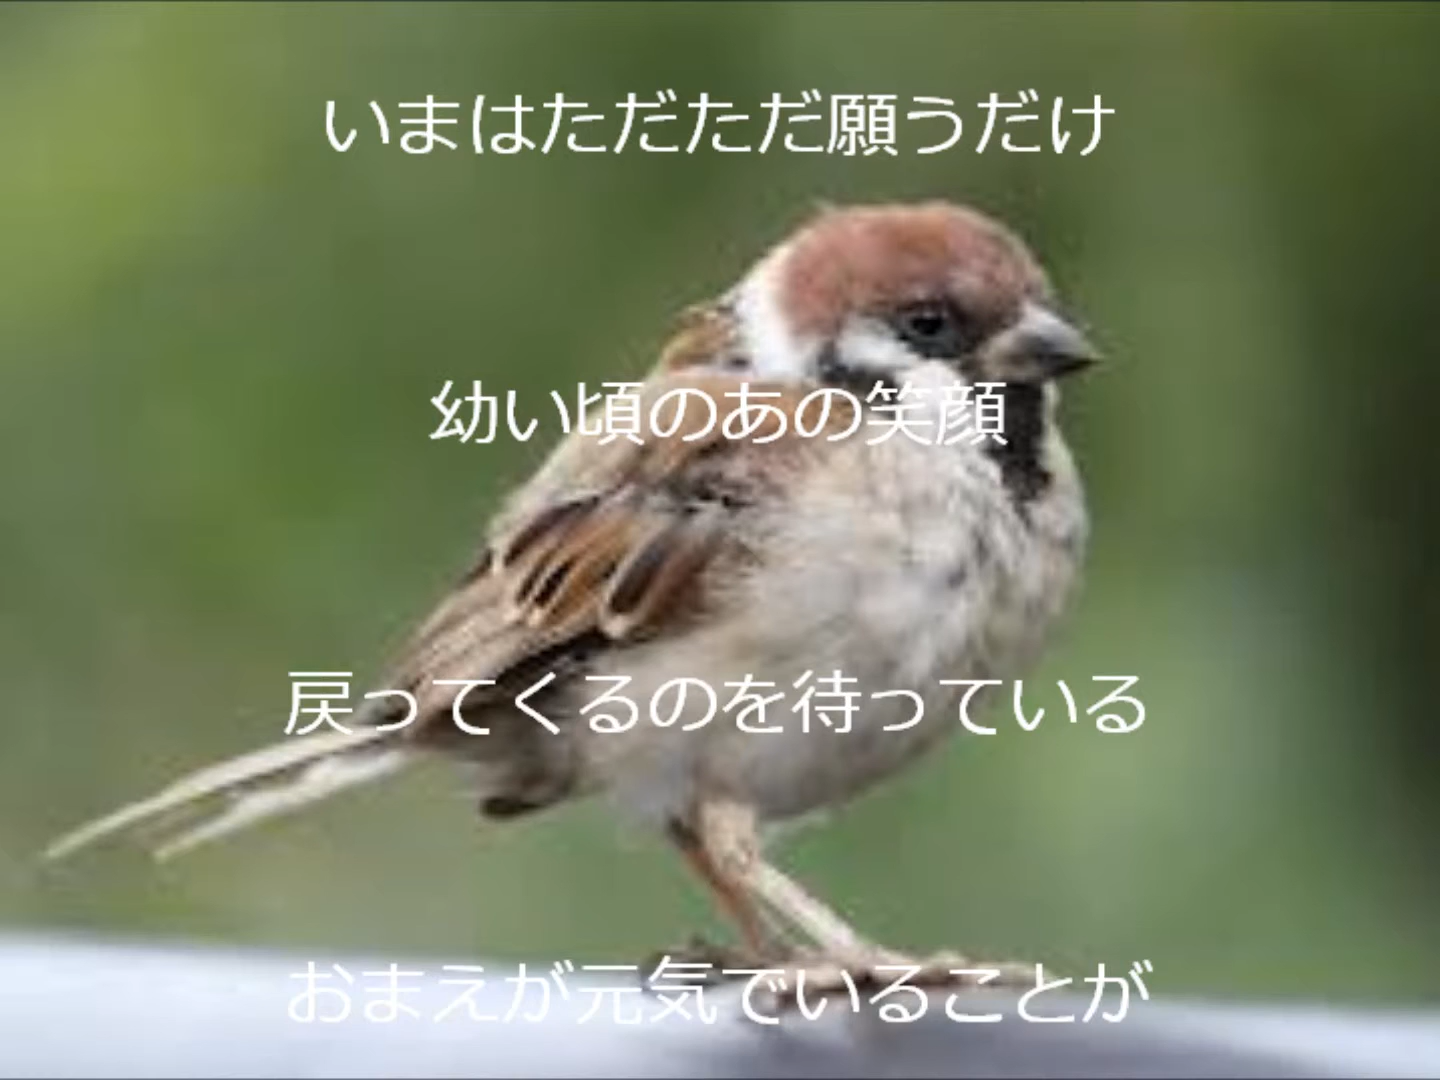 いまはただただ願うだけ
幼い頃のあの笑顔
戻ってくるのを待っている
おまえが元気でいることが